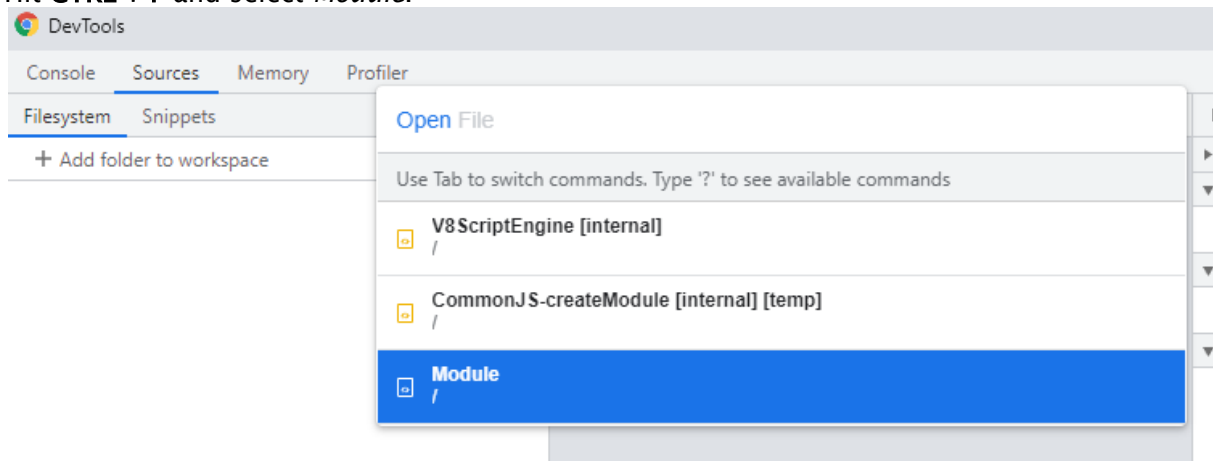 DevTools
Console Sources Memory Profiler
Filesystem Snippets
Open File
+ Add folder to workspace
Use Tab to switch commands. Type '?' to see available commands
V8ScriptEngine [internal]
/
CommonJS-createModule [internal] [temp]
/
Module
/